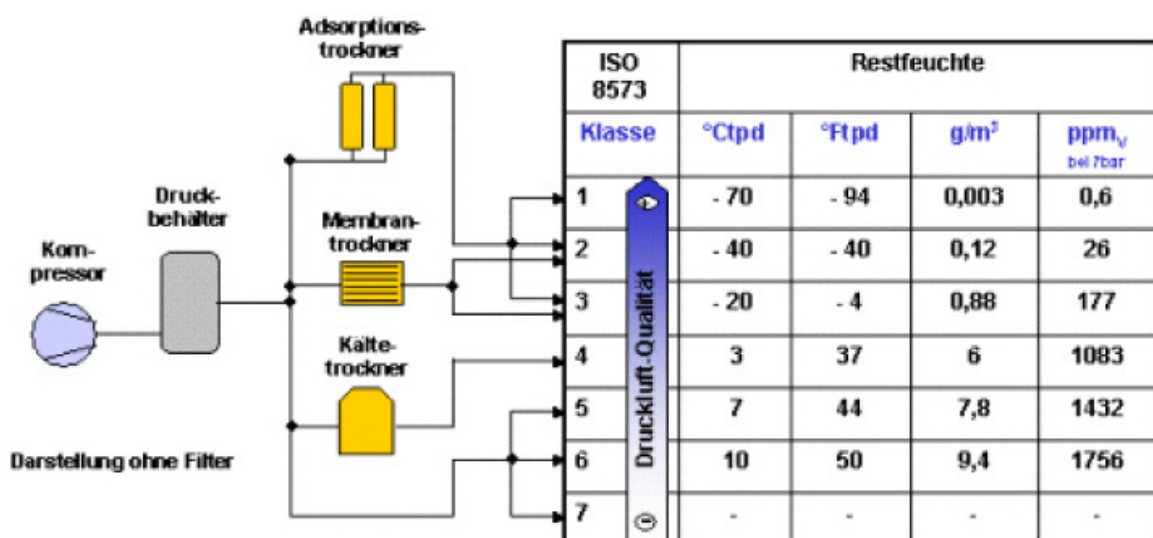 Adsorptions-
trockner
Druck-
behälter
Kom-
pressor
Membran-
trockner
Kälte-
trockner
Darstellung ohne Filter
ISO
8573
Restfeuchte
Klasse °Ctpd °Ftpd g/m³ ppmv
bei 7bar
1 - 70 - 94 0,003 0,6
2 - 40 - 40 0,12 26
3 - 20 - 4 0,88 177
4 3 37 6 1083
5 7 44 7,8 1432
6 10 50 9,4 1756
7 - - - -
Druckluft-Qualität